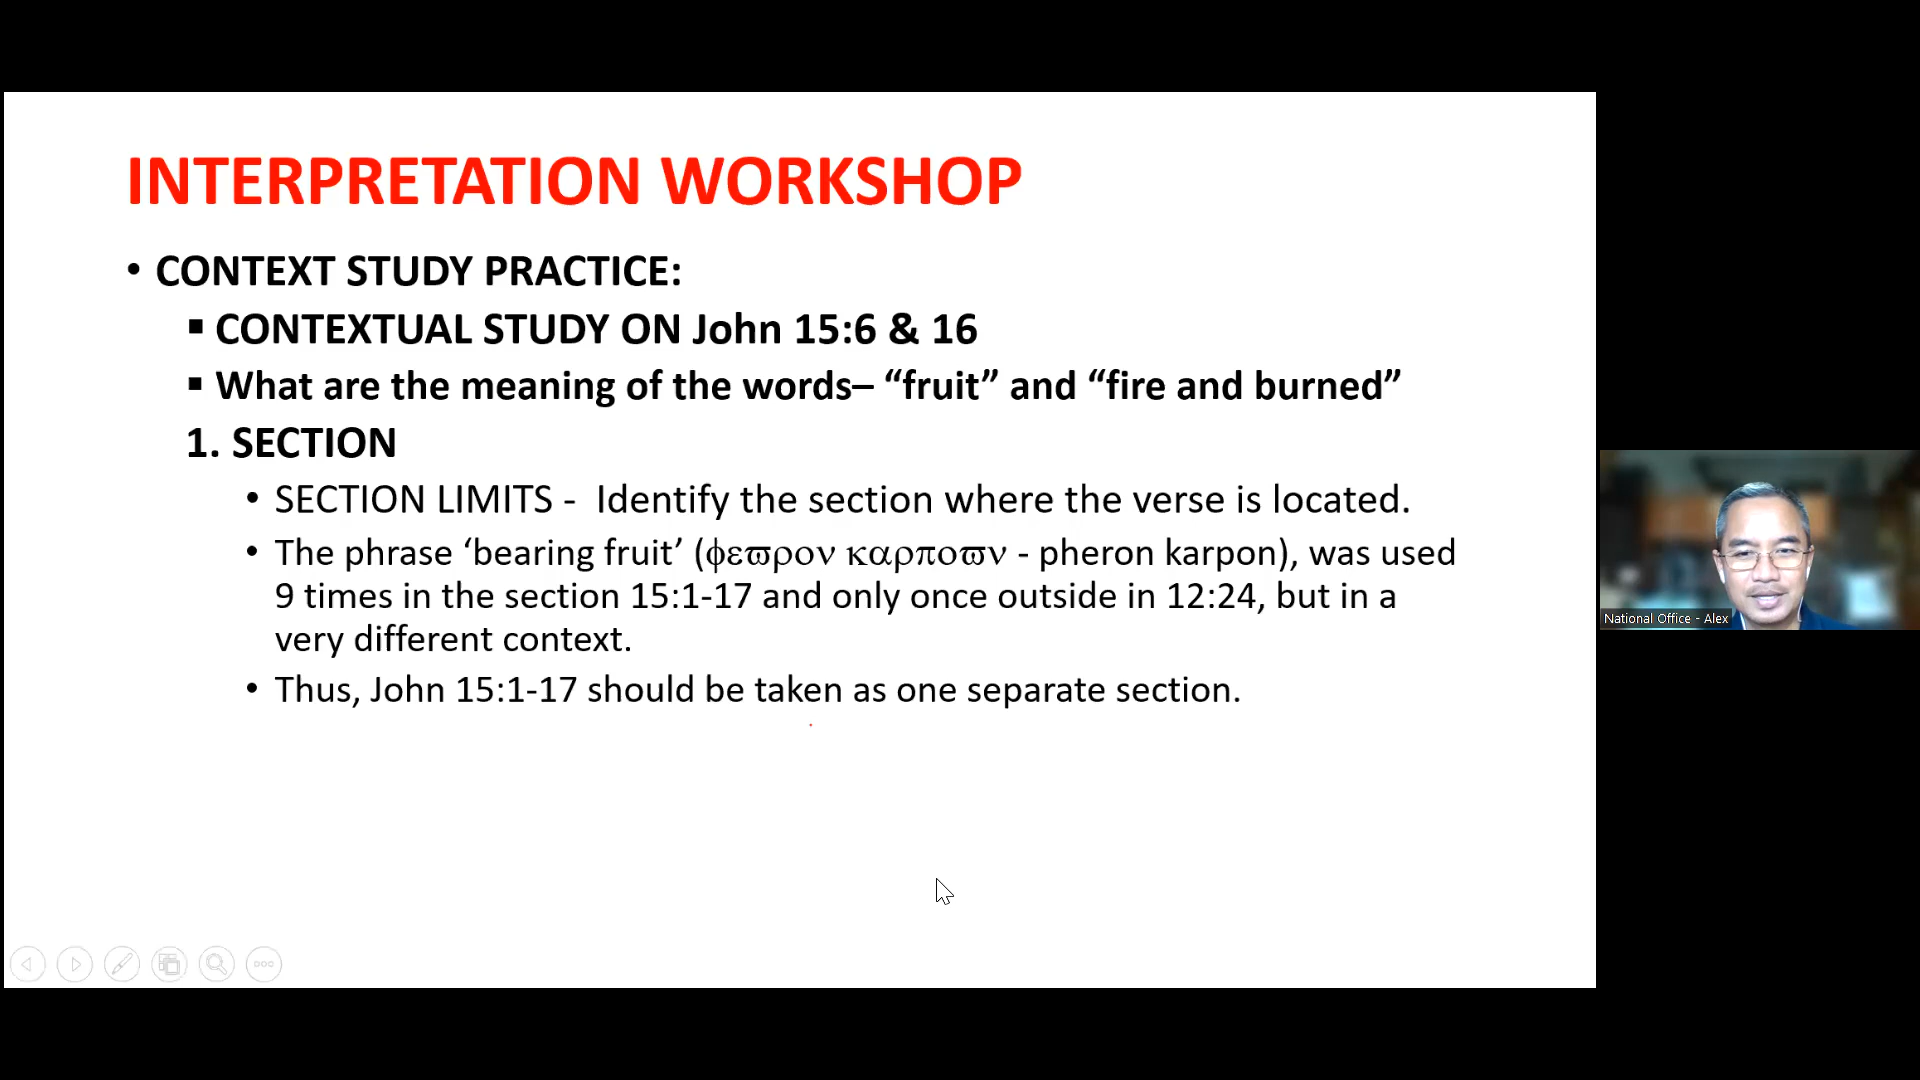 INTERPRETATION WORKSHOP
• CONTEXT STUDY PRACTICE:
▪ CONTEXTUAL STUDY ON John 15:6 & 16
▪ What are the meaning of the words– “fruit” and “fire and burned”
1. SECTION
• SECTION LIMITS - Identify the section where the verse is located.
• The phrase ‘bearing fruit’ (φεϖρον καρποϖν - pheron karpon), was used
9 times in the section 15:1-17 and only once outside in 12:24, but in a
very different context.
• Thus, John 15:1-17 should be taken as one separate section.
National Office - Alex
DOC